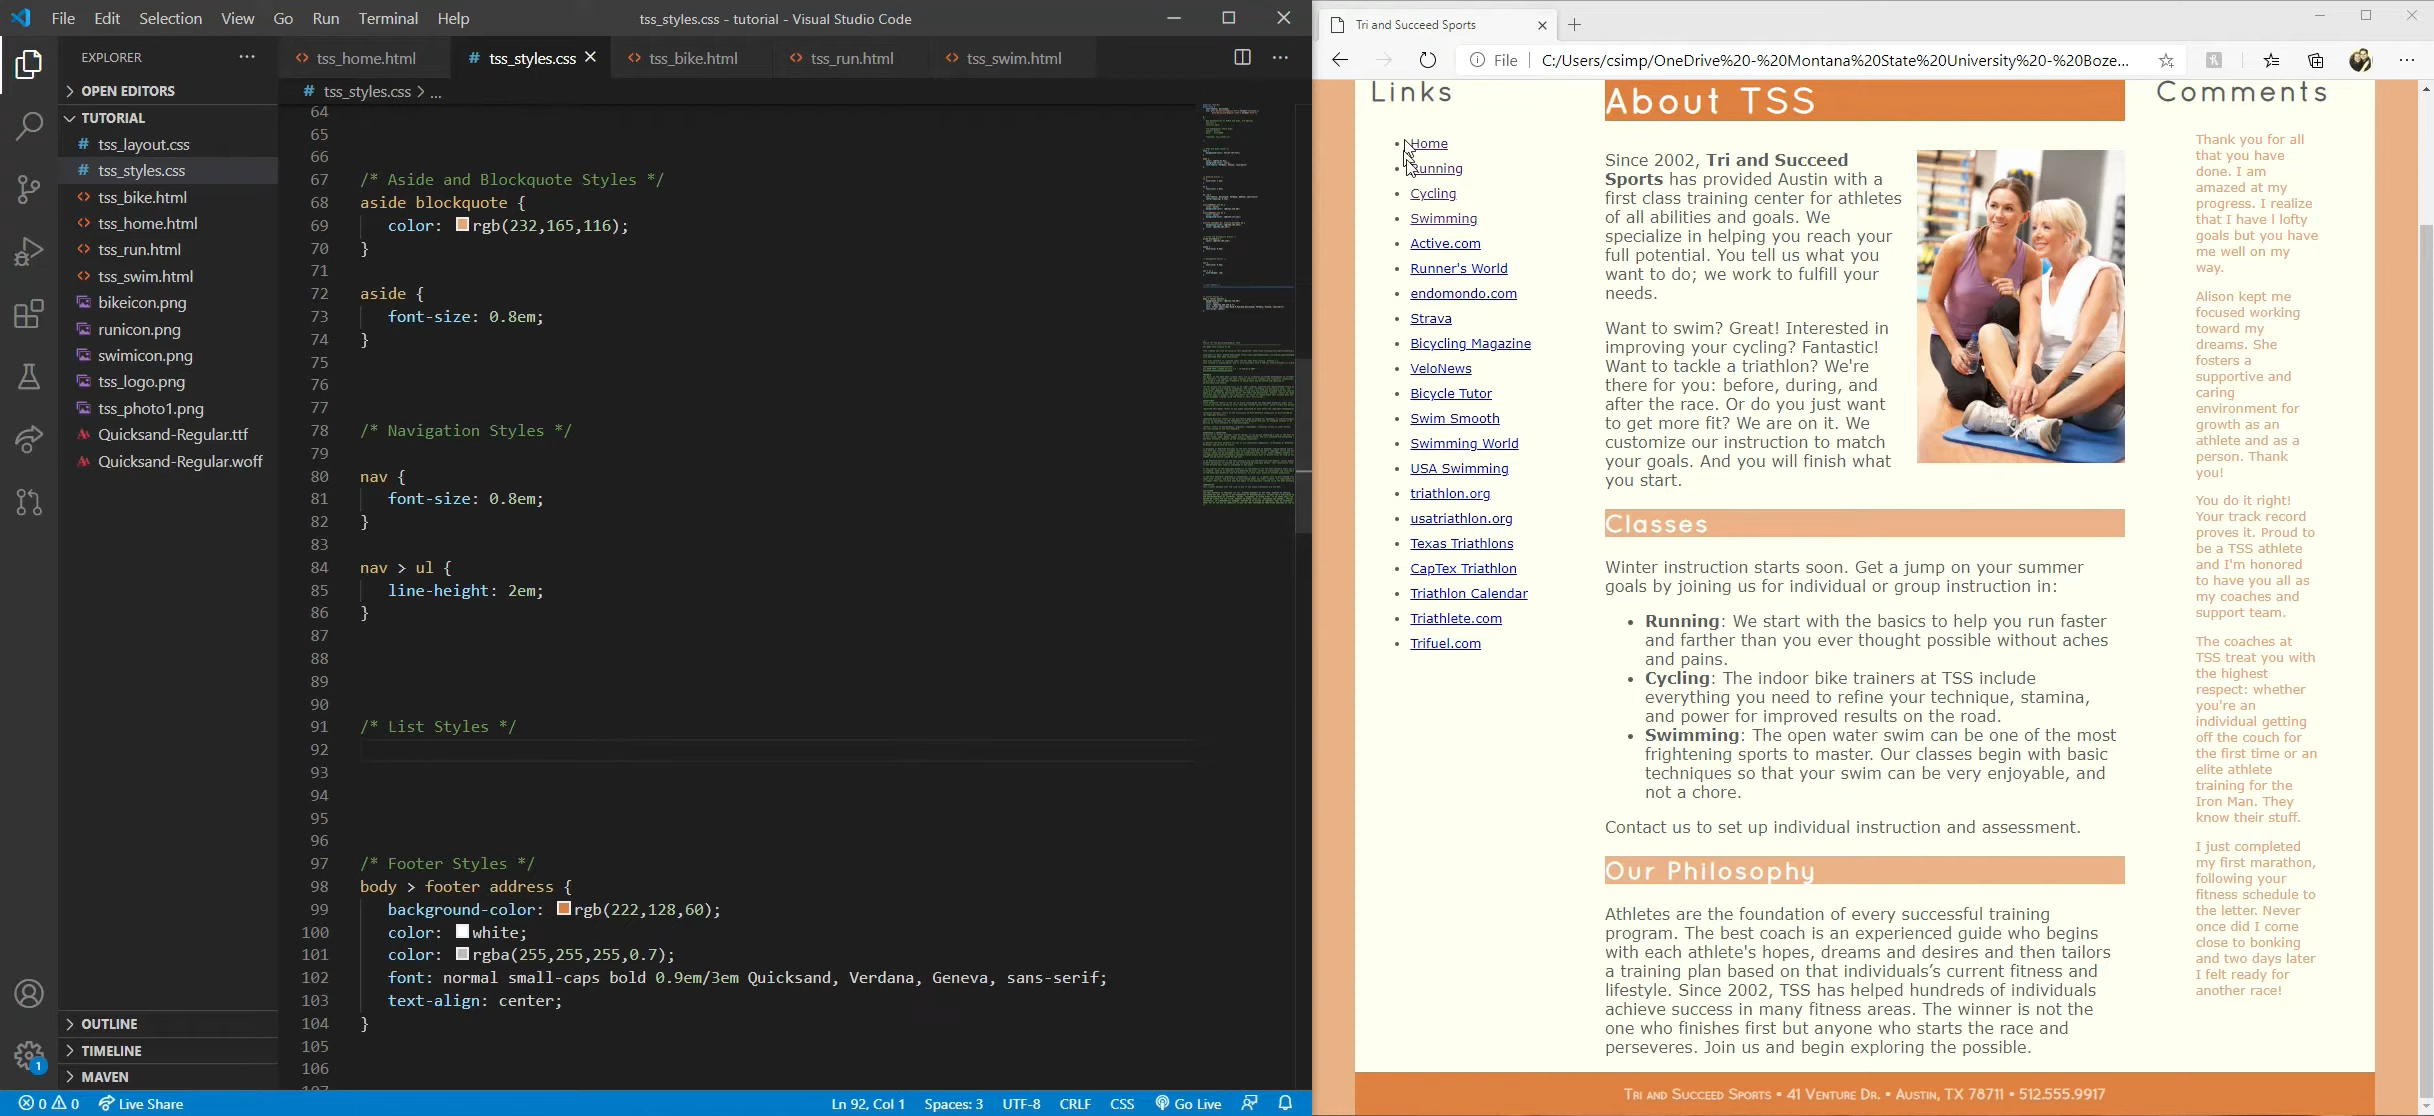 File Edit Selection View Go Run Terminal Help
tss_styles.css - tutorial - Visual Studio Code
EXPLORER
OPEN EDITORS
TUTORIAL
# tss_layout.css
# tss_styles.css
<> tss_bike.html
<> tss_home.html
<> tss_run.html
<> tss_swim.html
bikeicon.png
runicon.png
swimicon.png
tss_logo.png
tss_photo1.png
Quicksand-Regular.ttf
Quicksand-Regular.woff
OUTLINE
TIMELINE
MAVEN
1
<> tss_home.html # tss_styles.css <> tss_bike.html <> tss_run.html <> tss_swim.html
# tss_styles.css > ...
64
65
66
67 /* Aside and Blockquote Styles */
68 aside blockquote {
69 color: rgb(232,165,116);
70 }
71
72 aside {
73 font-size: 0.8em;
74 }
75
76
77
78 /* Navigation Styles */
79
80 nav {
81 font-size: 0.8em;
82 }
83
84 nav > ul {
85 line-height: 2em;
86 }
87
88
89
90
91 /* List Styles */
92
93
94
95
96
97 /* Footer Styles */
98 body > footer address {
99 background-color: rgb(222,128,60);
100 color: white;
101 color: rgba(255,255,255,0.7);
102 font: normal small-caps bold 0.9em/3em Quicksand, Verdana, Geneva, sans-serif;
103 text-align: center;
104 }
105
106
107
0 0 Live Share Ln 92, Col 1 Spaces: 3 UTF-8 CRLF CSS Go Live
Tri and Succeed Sports
File C:/Users/csimp/OneDrive%20-%20Montana%20State%20University%20-%20Boze...
Links
Home
Running
Cycling
Swimming
Active.com
Runner's World
endomondo.com
Strava
Bicycling Magazine
VeloNews
Bicycle Tutor
Swim Smooth
Swimming World
USA Swimming
triathlon.org
usatriathlon.org
Texas Triathlons
CapTex Triathlon
Triathlon Calendar
Triathlete.com
Trifuel.com
About TSS
Since 2002, Tri and Succeed
Sports has provided Austin with a
first class training center for athletes
of all abilities and goals. We
specialize in helping you reach your
full potential. You tell us what you
want to do; we work to fulfill your
needs.
Want to swim? Great! Interested in
improving your cycling? Fantastic!
Want to tackle a triathlon? We're
there for you: before, during, and
after the race. Or do you just want
to get more fit? We are on it. We
customize our instruction to match
your goals. And you will finish what
you start.
Classes
Winter instruction starts soon. Get a jump on your summer
goals by joining us for individual or group instruction in:
• Running: We start with the basics to help you run faster
and farther than you ever thought possible without aches
and pains.
• Cycling: The indoor bike trainers at TSS include
everything you need to refine your technique, stamina,
and power for improved results on the road.
• Swimming: The open water swim can be one of the most
frightening sports to master. Our classes begin with basic
techniques so that your swim can be very enjoyable, and
not a chore.
Contact us to set up individual instruction and assessment.
Our Philosophy
Athletes are the foundation of every successful training
program. The best coach is an experienced guide who begins
with each athlete's hopes, dreams and desires and then tailors
a training plan based on that individuals's current fitness and
lifestyle. Since 2002, TSS has helped hundreds of individuals
achieve success in many fitness areas. The winner is not the
one who finishes first but anyone who starts the race and
perseveres. Join us and begin exploring the possible.
Comments
Thank you for all
that you have
done. I am
amazed at my
progress. I realize
that I have I lofty
goals but you have
me well on my
way.
Alison kept me
focused working
toward my
dreams. She
fosters a
supportive and
caring
environment for
growth as an
athlete and as a
person. Thank
you!
You do it right!
Your track record
proves it. Proud to
be a TSS athlete
and I'm honored
to have you all as
my coaches and
support team.
The coaches at
TSS treat you with
the highest
respect: whether
you're an
individual getting
off the couch for
the first time or an
elite athlete
training for the
Iron Man. They
know their stuff.
I just completed
my first marathon,
following your
fitness schedule to
the letter. Never
once did I come
close to bonking
and two days later
I felt ready for
another race!
Tri and Succeed Sports • 41 Venture Dr. • Austin, TX 78711 • 512.555.9917